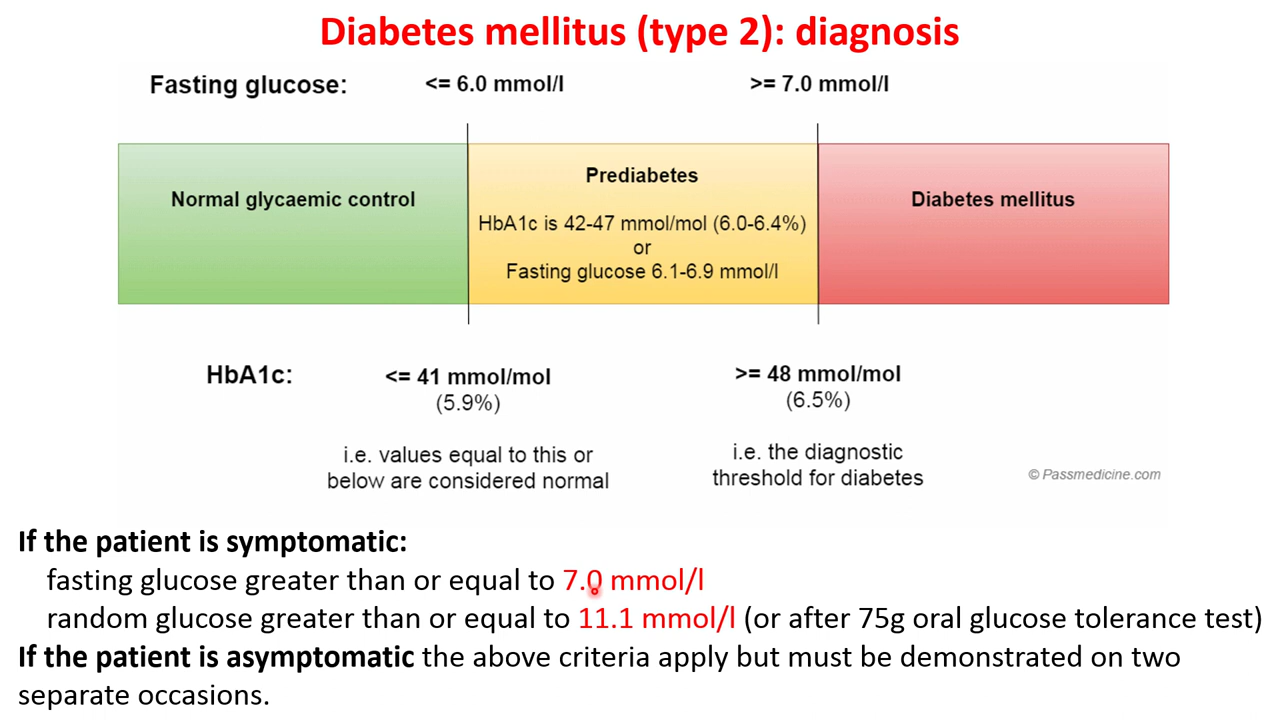 Diabetes mellitus (type 2): diagnosis
Fasting glucose: <= 6.0 mmol/l >= 7.0 mmol/l
Normal glycaemic control
Prediabetes
HbA1c is 42-47 mmol/mol (6.0-6.4%)
or
Fasting glucose 6.1-6.9 mmol/l
Diabetes mellitus
HbA1c: <= 41 mmol/mol >= 48 mmol/mol
(5.9%) (6.5%)
i.e. values equal to this or
below are considered normal
i.e. the diagnostic
threshold for diabetes
© Passmedicine.com
If the patient is symptomatic:
fasting glucose greater than or equal to 7.0 mmol/l
random glucose greater than or equal to 11.1 mmol/l (or after 75g oral glucose tolerance test)
If the patient is asymptomatic the above criteria apply but must be demonstrated on two
separate occasions.